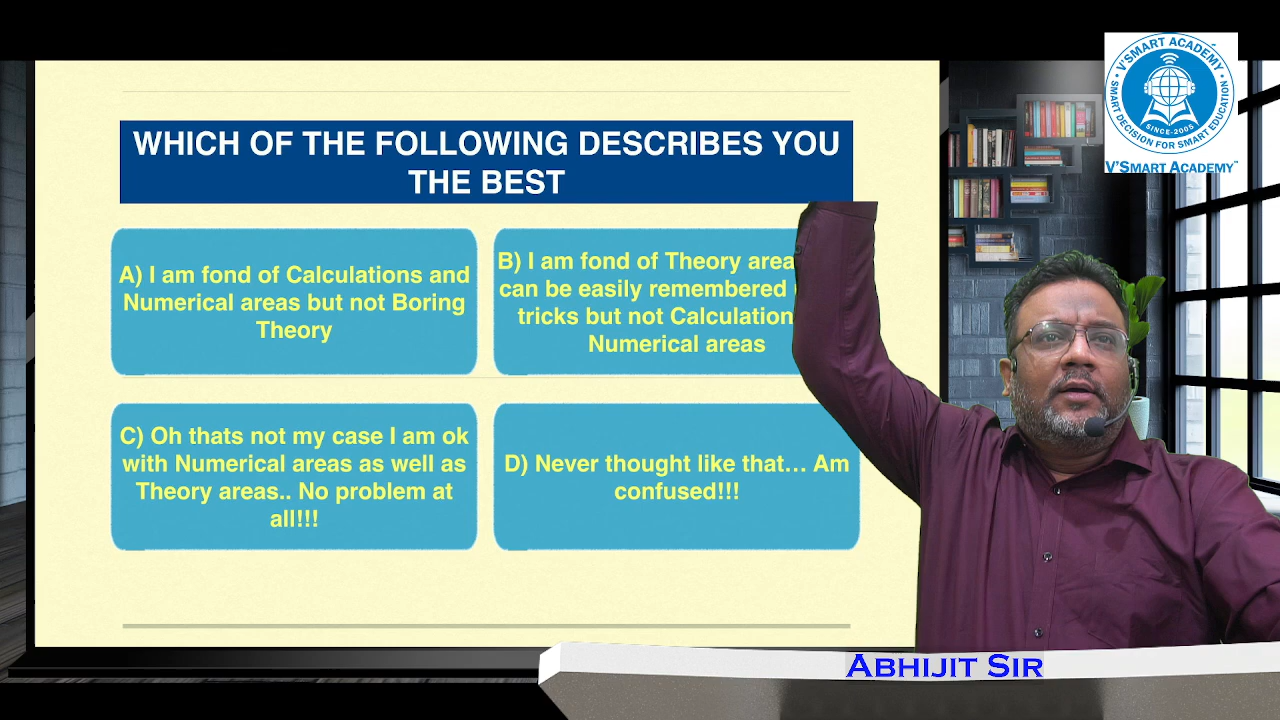 WHICH OF THE FOLLOWING DESCRIBES YOU
THE BEST
A) I am fond of Calculations and
Numerical areas but not Boring
Theory
B) I am fond of Theory area
can be easily remembered
tricks but not Calculation
Numerical areas
C) Oh thats not my case I am ok
with Numerical areas as well as
Theory areas.. No problem at
all!!!
D) Never thought like that… Am
confused!!!
V'SMART ACADEMY
SMART DECISION FOR SMART EDUCATION
SINCE-2005
V'SMART ACADEMY™
ABHIJIT SIR